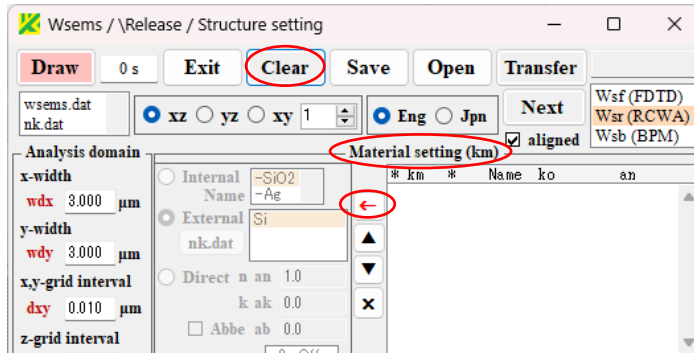 Wsems / \Release / Structure setting
Draw 0 s Exit Clear Save Open Transfer
wsems.dat
nk.dat
xz yz xy 1 Eng Jpn Next
aligned
Wsf (FDTD)
Wsr (RCWA)
Wsb (BPM)
Analysis domain
Material setting (km)
x-width
wdx 3.000 μm
y-width
wdy 3.000 μm
x,y-grid interval
dxy 0.010 μm
z-grid interval
Internal Name
-SiO2
-Ag
External
Si
nk.dat
Direct n an 1.0
k ak 0.0
Abbe ab 0.0
←
▲
▼
×
* km * Name ko an